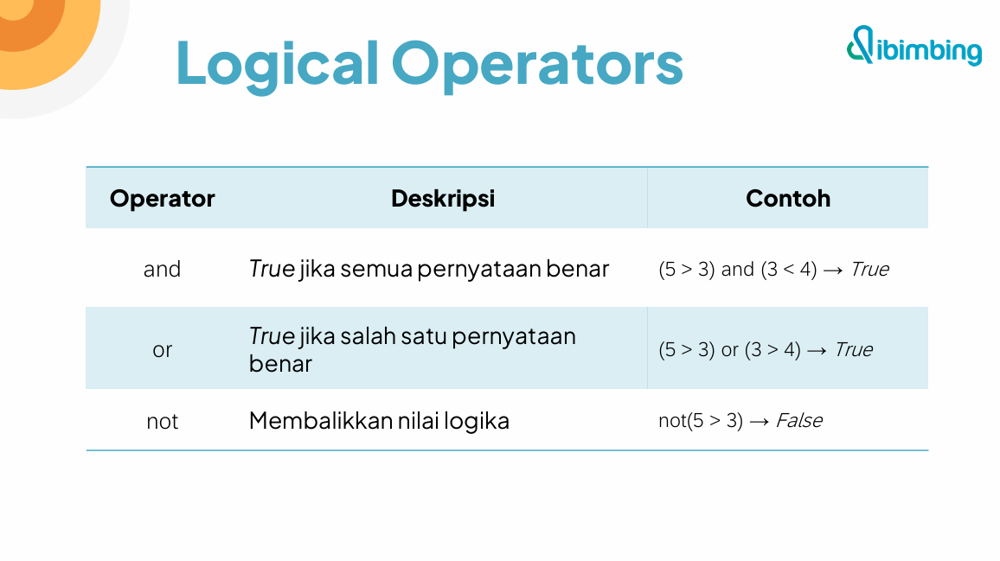 Logical Operators
ibimbing
Operator Deskripsi Contoh
and True jika semua pernyataan benar (5 > 3) and (3 < 4) → True
or True jika salah satu pernyataan benar (5 > 3) or (3 > 4) → True
not Membalikkan nilai logika not(5 > 3) → False